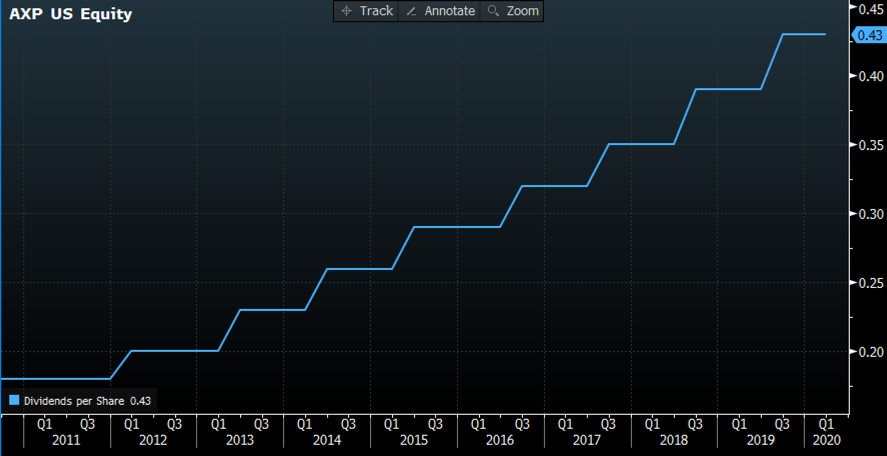 AXP US Equity
Track Annotate Zoom
0.45
0.43
0.40
0.35
0.30
0.25
0.20
Dividends per Share 0.43
Q1 Q3 Q1 Q3 Q1 Q3 Q1 Q3 Q1 Q3 Q1 Q3 Q1 Q3 Q1 Q3 Q1 Q3 Q1
2011 2012 2013 2014 2015 2016 2017 2018 2019 2020